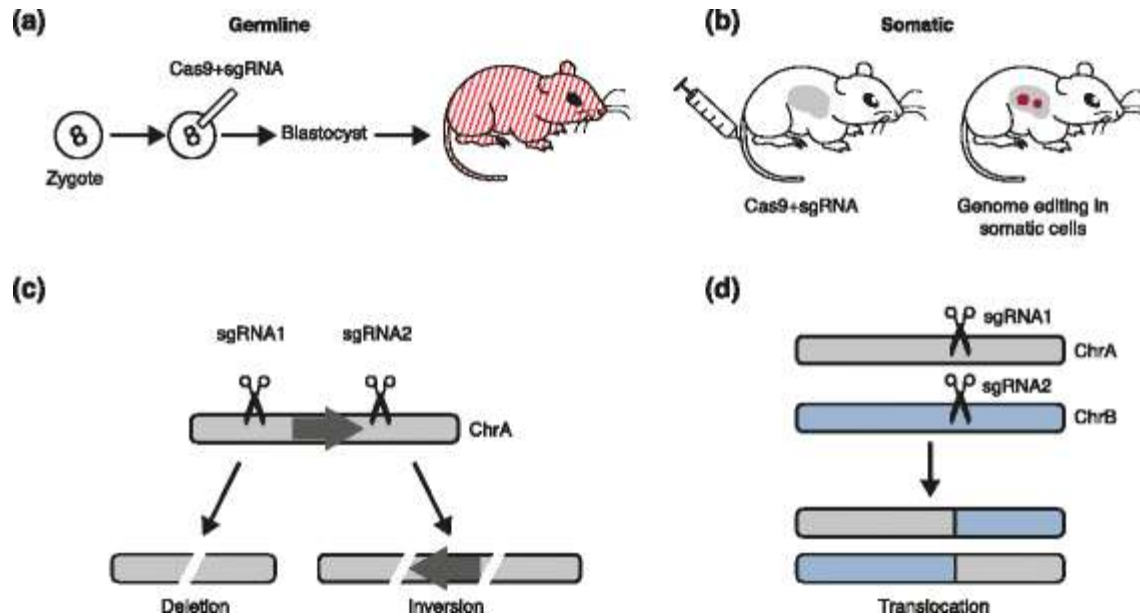 (a)
Germline
Cas9+sgRNA
Zygote
Blastocyst
(b)
Somatic
Cas9+sgRNA
Genome editing in
somatic cells
(c)
sgRNA1
sgRNA2
ChrA
Deletion
Inversion
(d)
sgRNA1
ChrA
sgRNA2
ChrB
Translocation